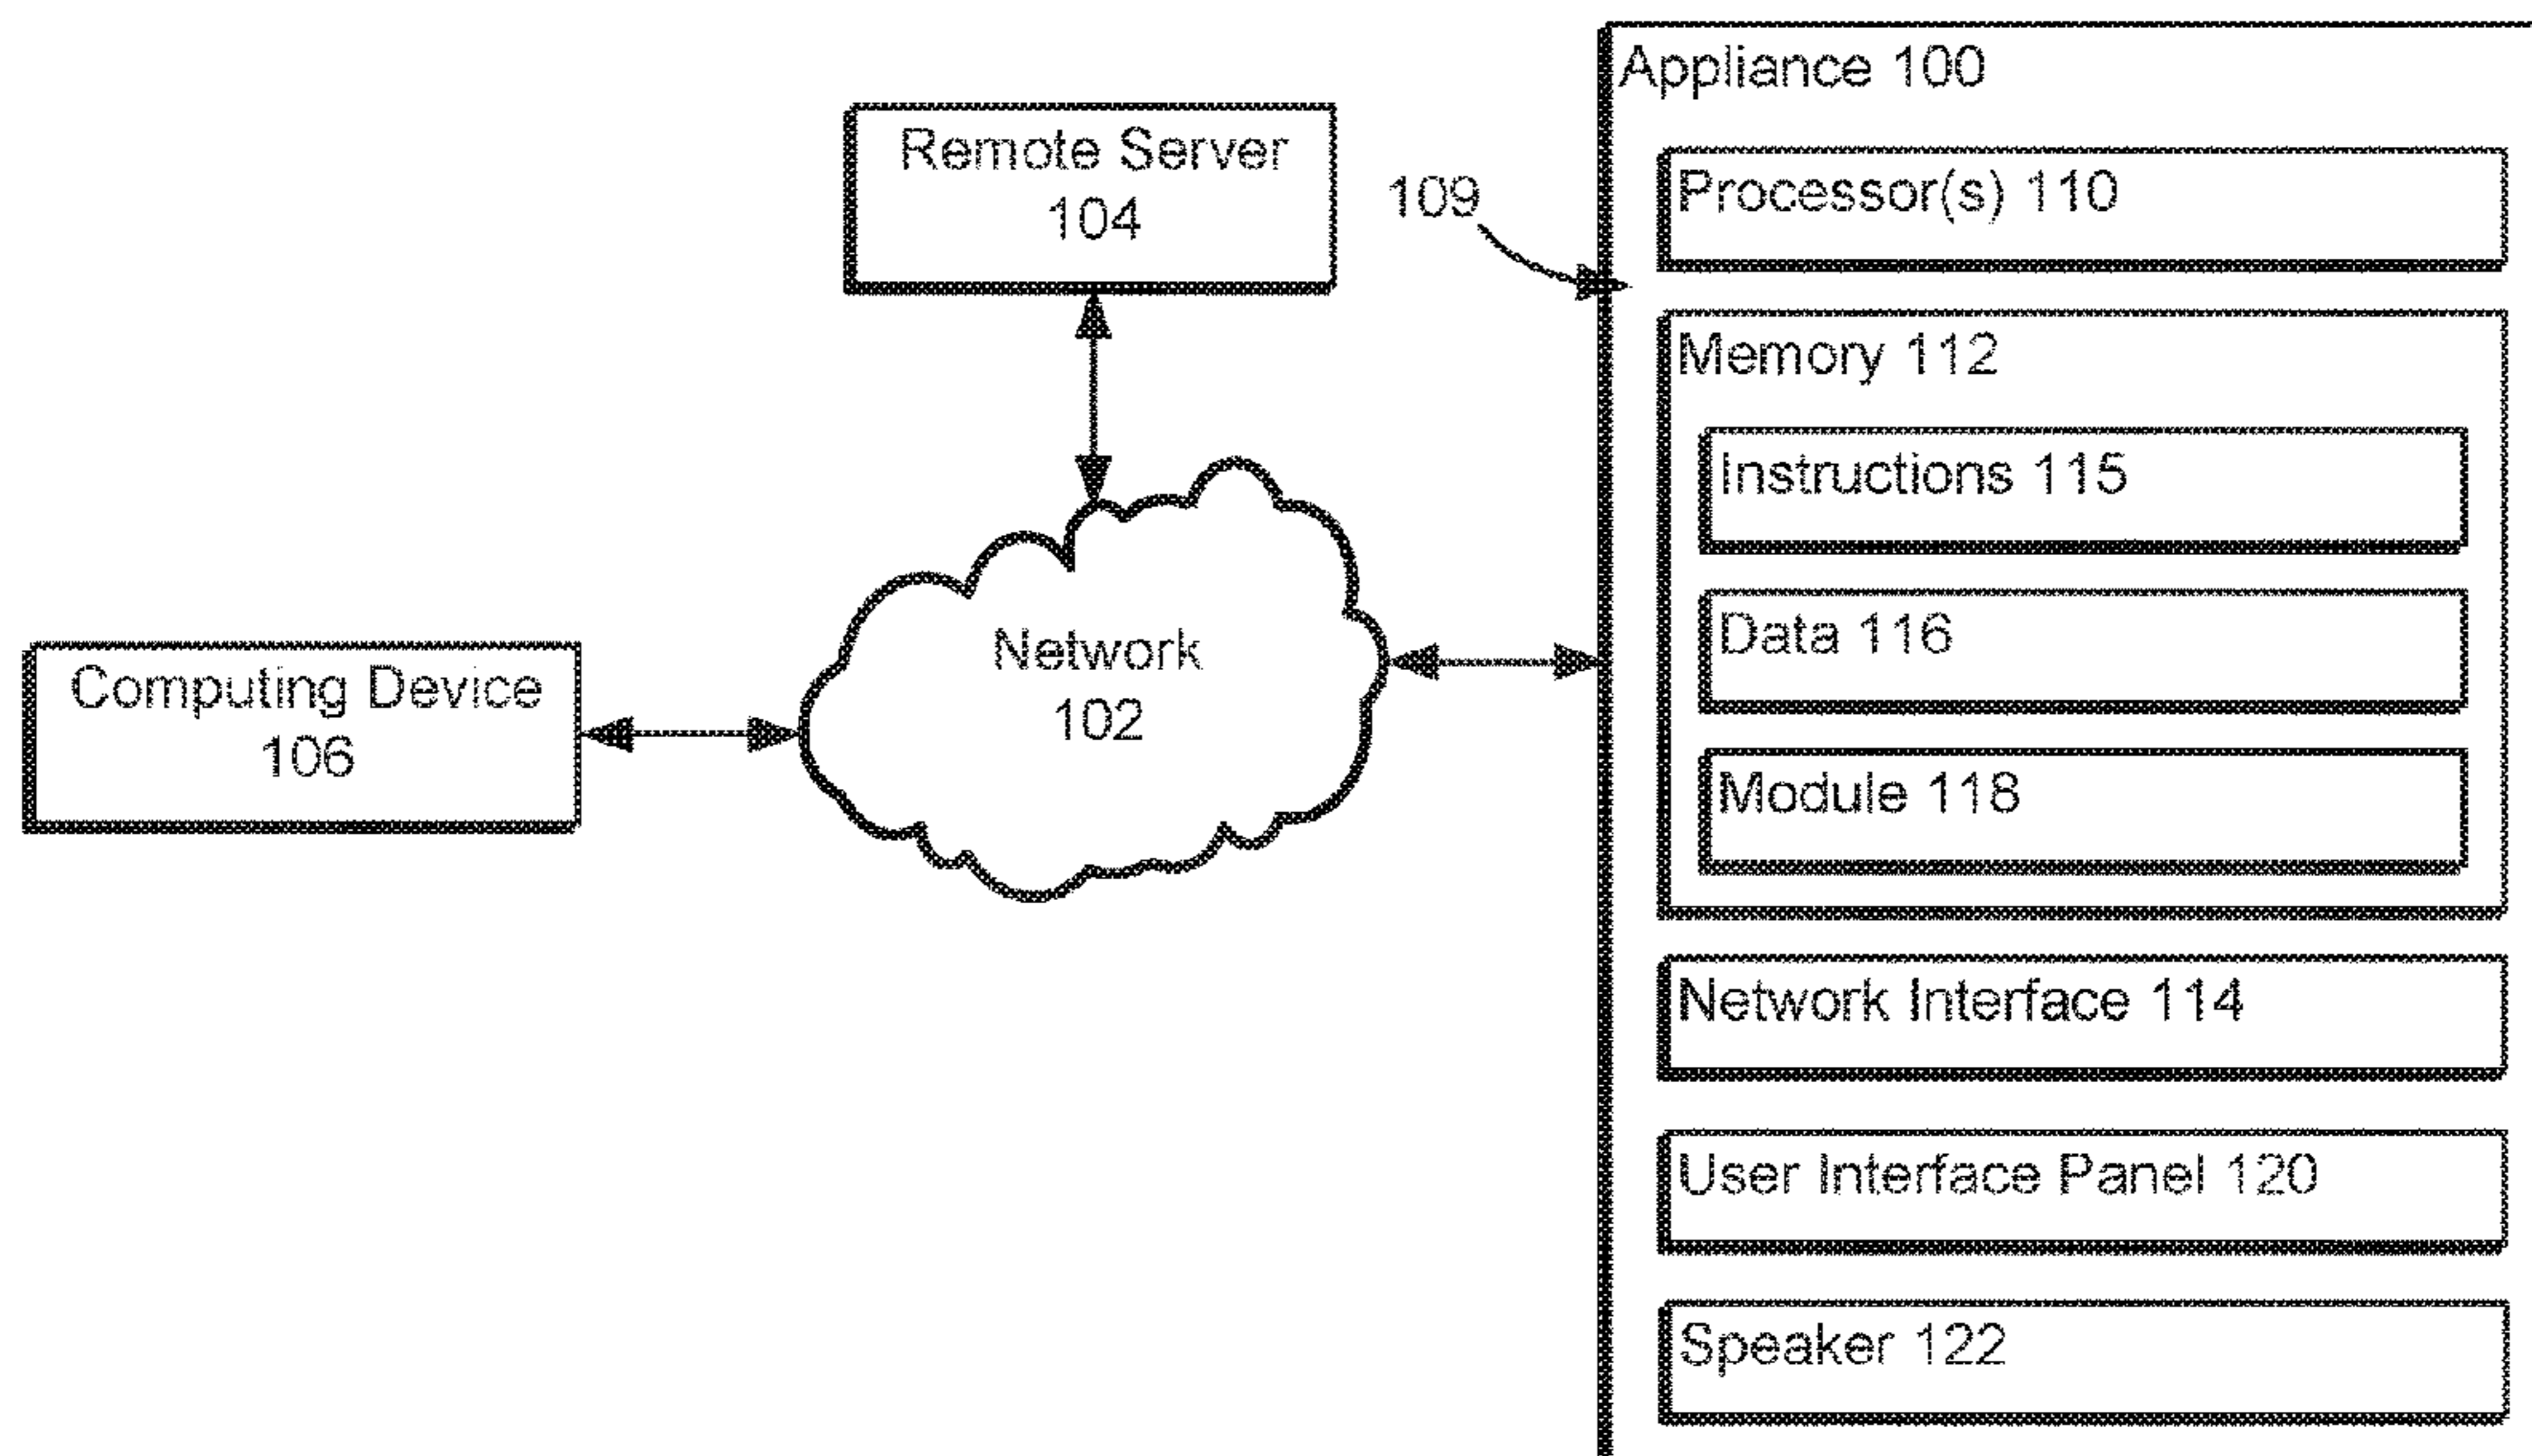 Remote Server
104
109
Computing Device
106
Network
102
Appliance 100
Processor(s) 110
Memory 112
Instructions 115
Data 116
Module 118
Network Interface 114
User Interface Panel 120
Speaker 122